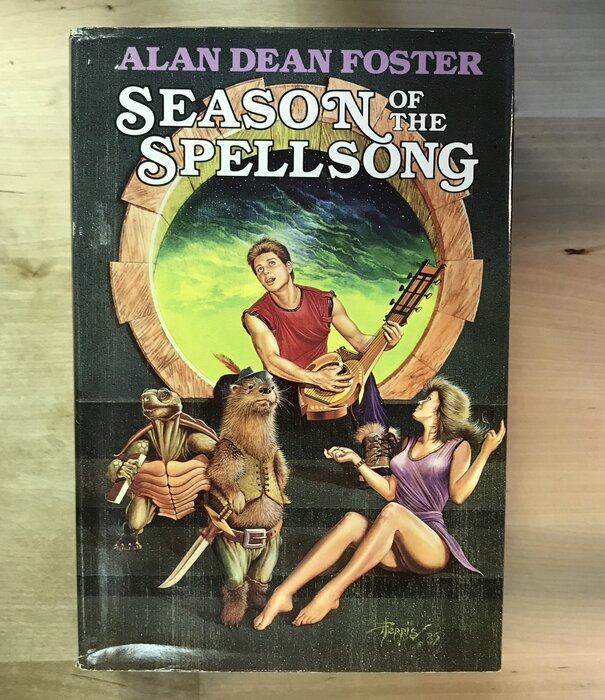 ALAN DEAN FOSTER
SEASON OF THE
SPELLSONG